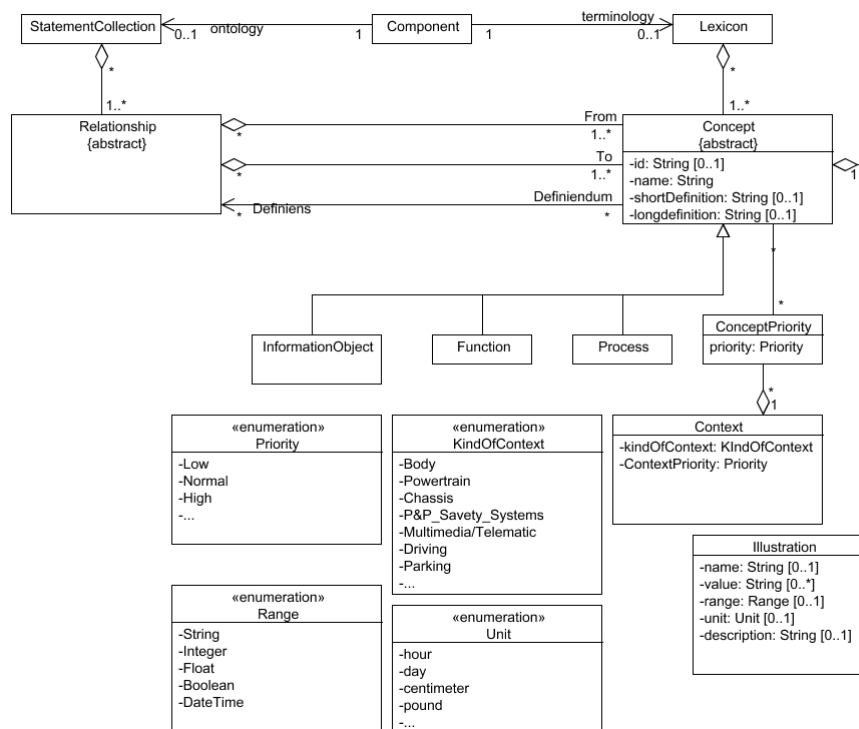 StatementCollection
Component
Lexicon
0..1
ontology
1
1
terminology
0..1
*
*
1..*
1..*
Relationship
{abstract}
From
*
1..*
To
*
1..*
Definiendum
*
Definiens
*
Concept
{abstract}
-id: String [0..1]
-name: String
-shortDefinition: String [0..1]
-longdefinition: String [0..1]
1
*
*
InformationObject
Function
Process
ConceptPriority
priority: Priority
*
1
«enumeration»
Priority
-Low
-Normal
-High
-...
«enumeration»
KindOfContext
-Body
-Powertrain
-Chassis
-P&P_Savety_Systems
-Multimedia/Telematic
-Driving
-Parking
-...
Context
-kindOfContext: KIndOfContext
-ContextPriority: Priority
Illustration
-name: String [0..1]
-value: String [0..*]
-range: Range [0..1]
-unit: Unit [0..1]
-description: String [0..1]
«enumeration»
Range
-String
-Integer
-Float
-Boolean
-DateTime
«enumeration»
Unit
-hour
-day
-centimeter
-pound
-...